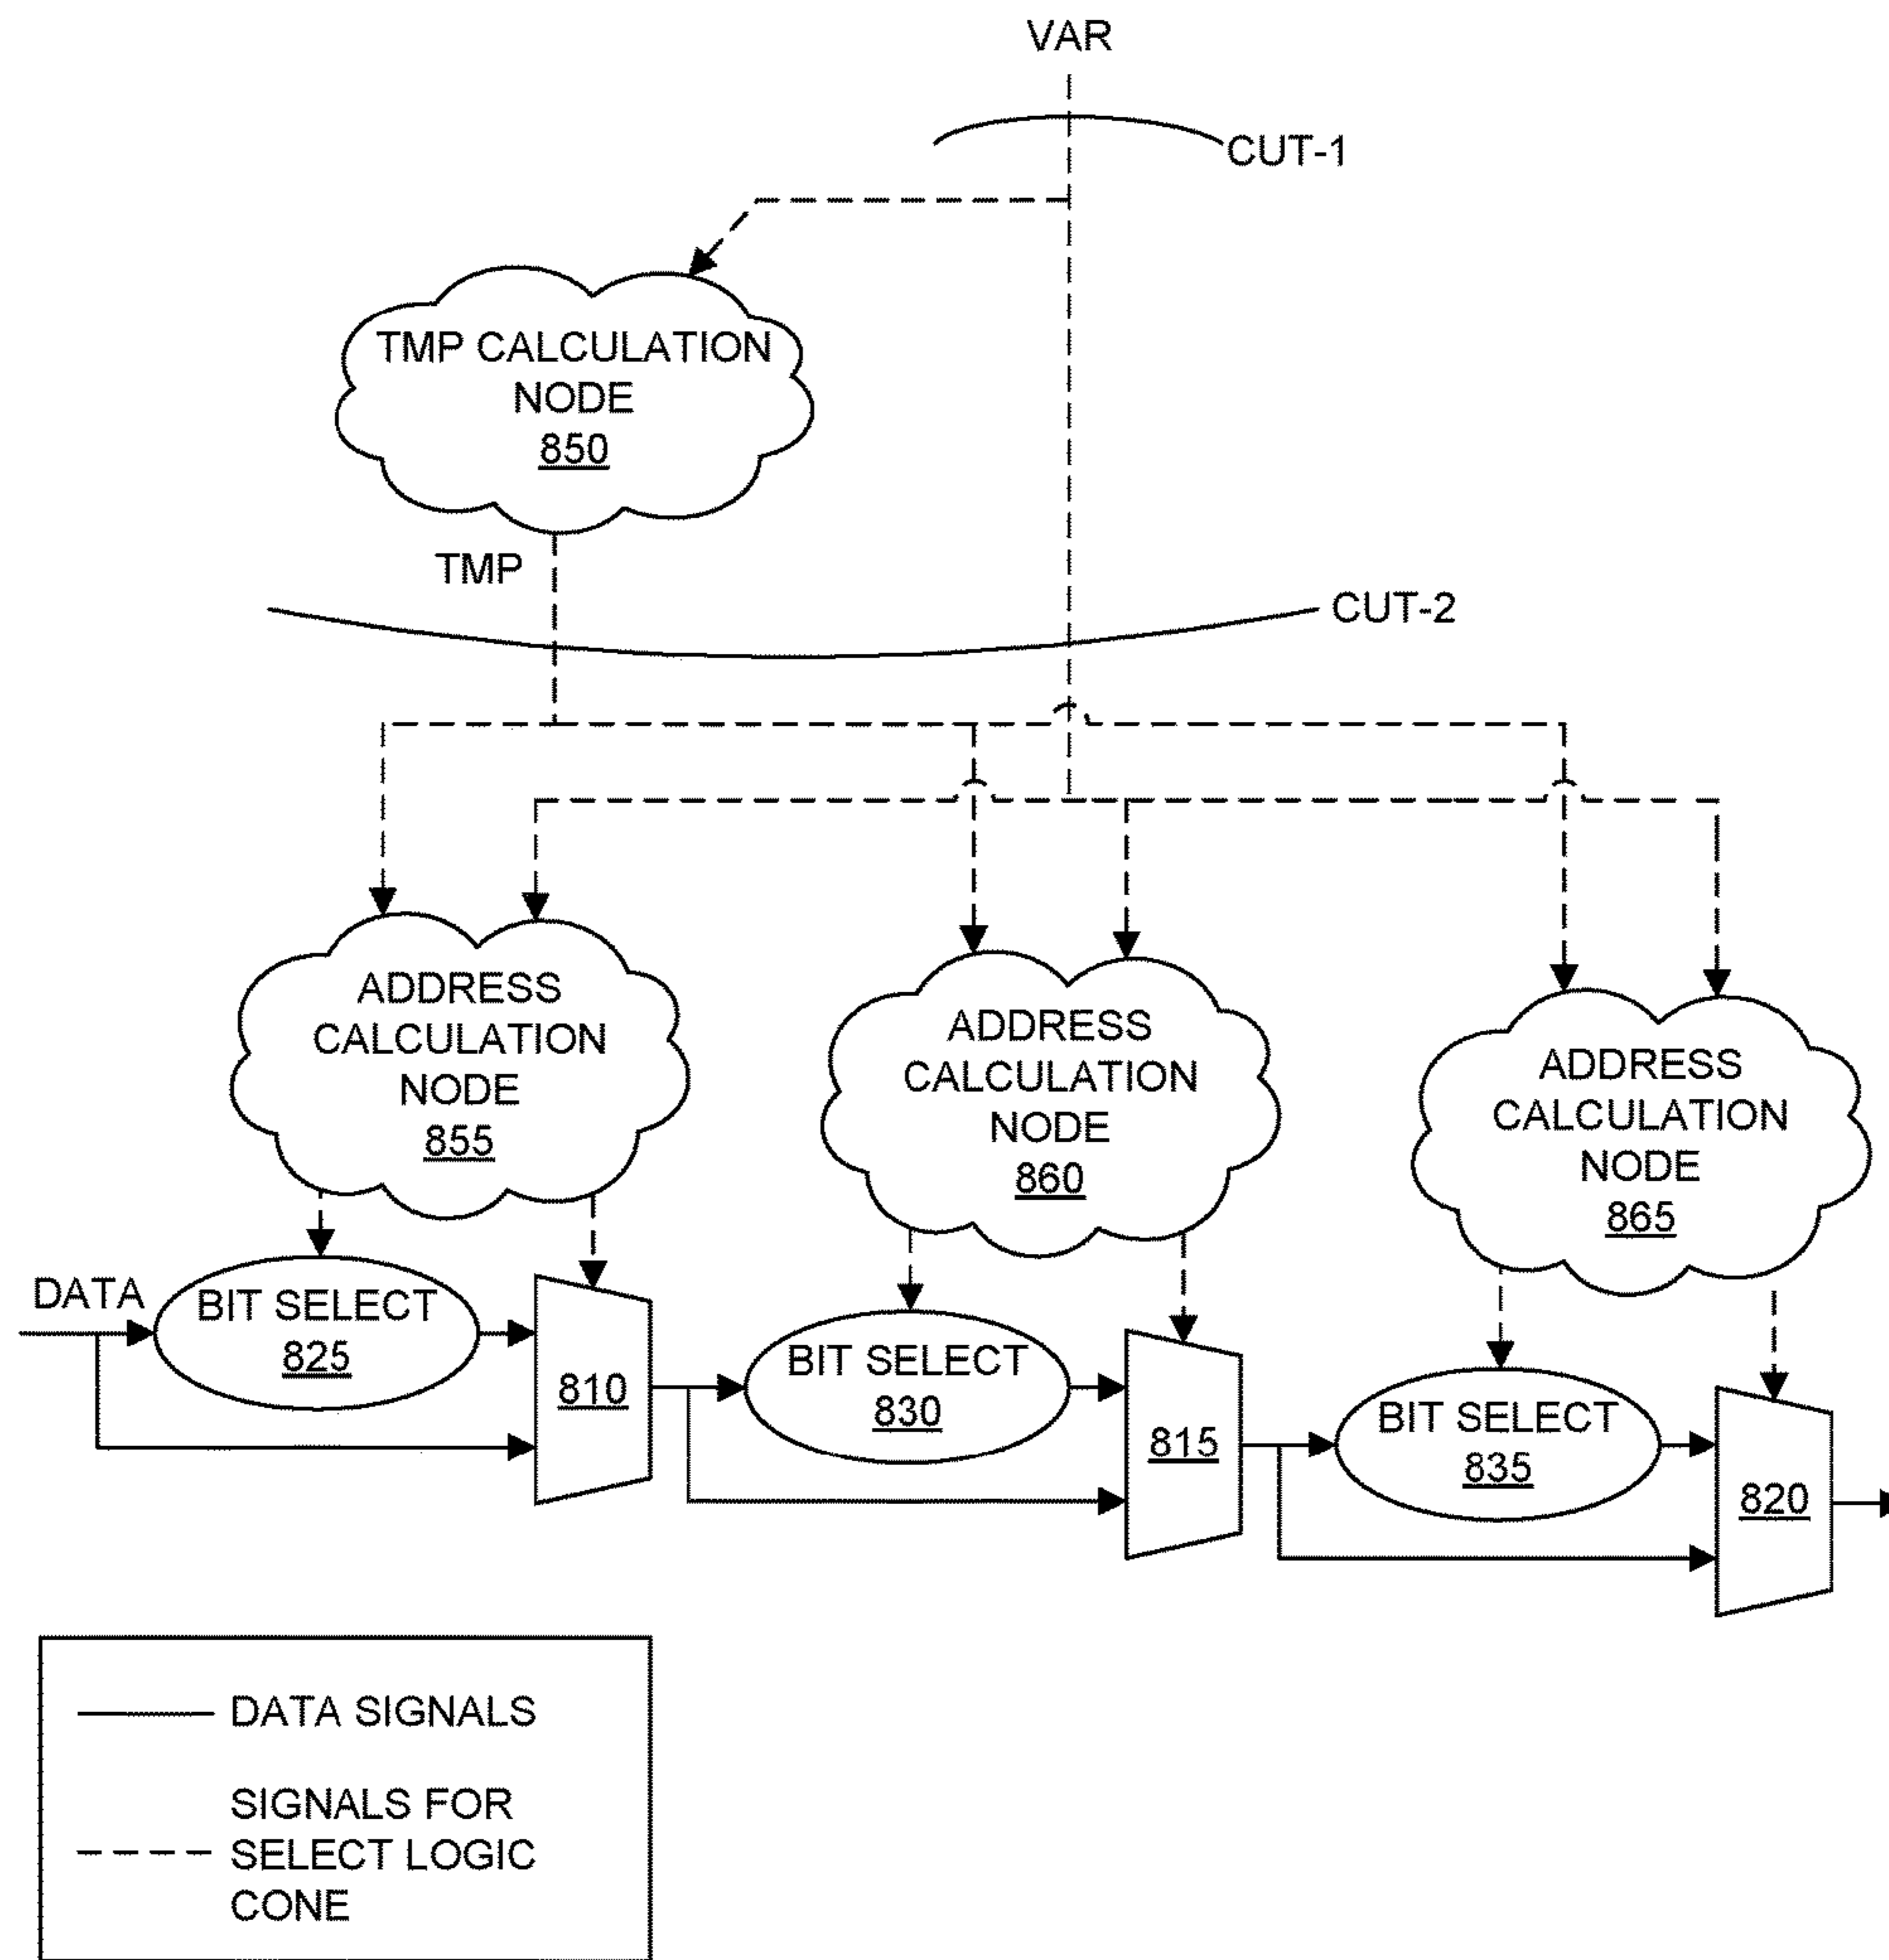 VAR
CUT-1
TMP CALCULATION
NODE
850
TMP
CUT-2
ADDRESS
CALCULATION
NODE
855
ADDRESS
CALCULATION
NODE
860
ADDRESS
CALCULATION
NODE
865
DATA
BIT SELECT
825
810
BIT SELECT
830
815
BIT SELECT
835
820
DATA SIGNALS
SIGNALS FOR
SELECT LOGIC
CONE